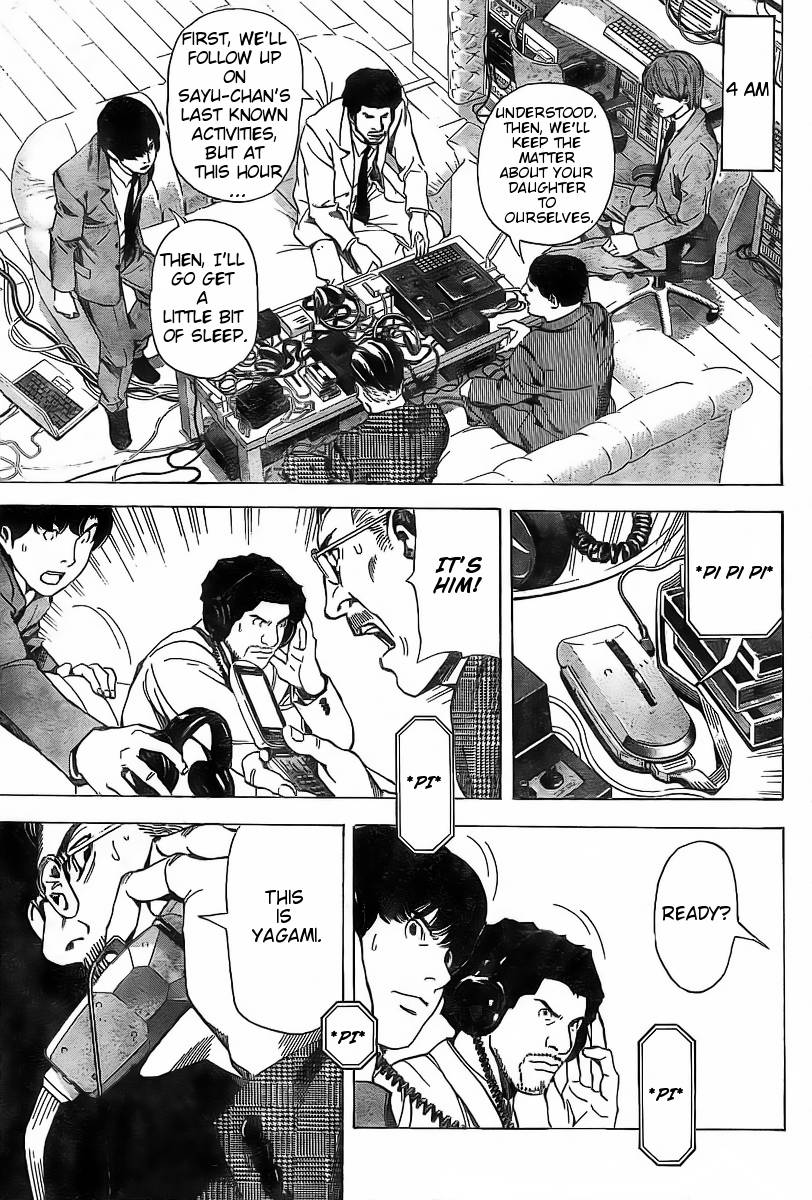 4 AM
UNDERSTOOD.
THEN, WE'LL
KEEP THE
MATTER
ABOUT YOUR
DAUGHTER
TO
OURSELVES.
FIRST, WE'LL
FOLLOW UP
ON
SAYU-CHAN'S
LAST KNOWN
ACTIVITIES,
BUT AT
THIS HOUR
...
THEN, I'LL
GO GET
A
LITTLE BIT
OF SLEEP.
*PI PI PI*
IT'S
HIM!
*PI*
READY?
*PI*
*PI*
THIS
IS
YAGAMI.